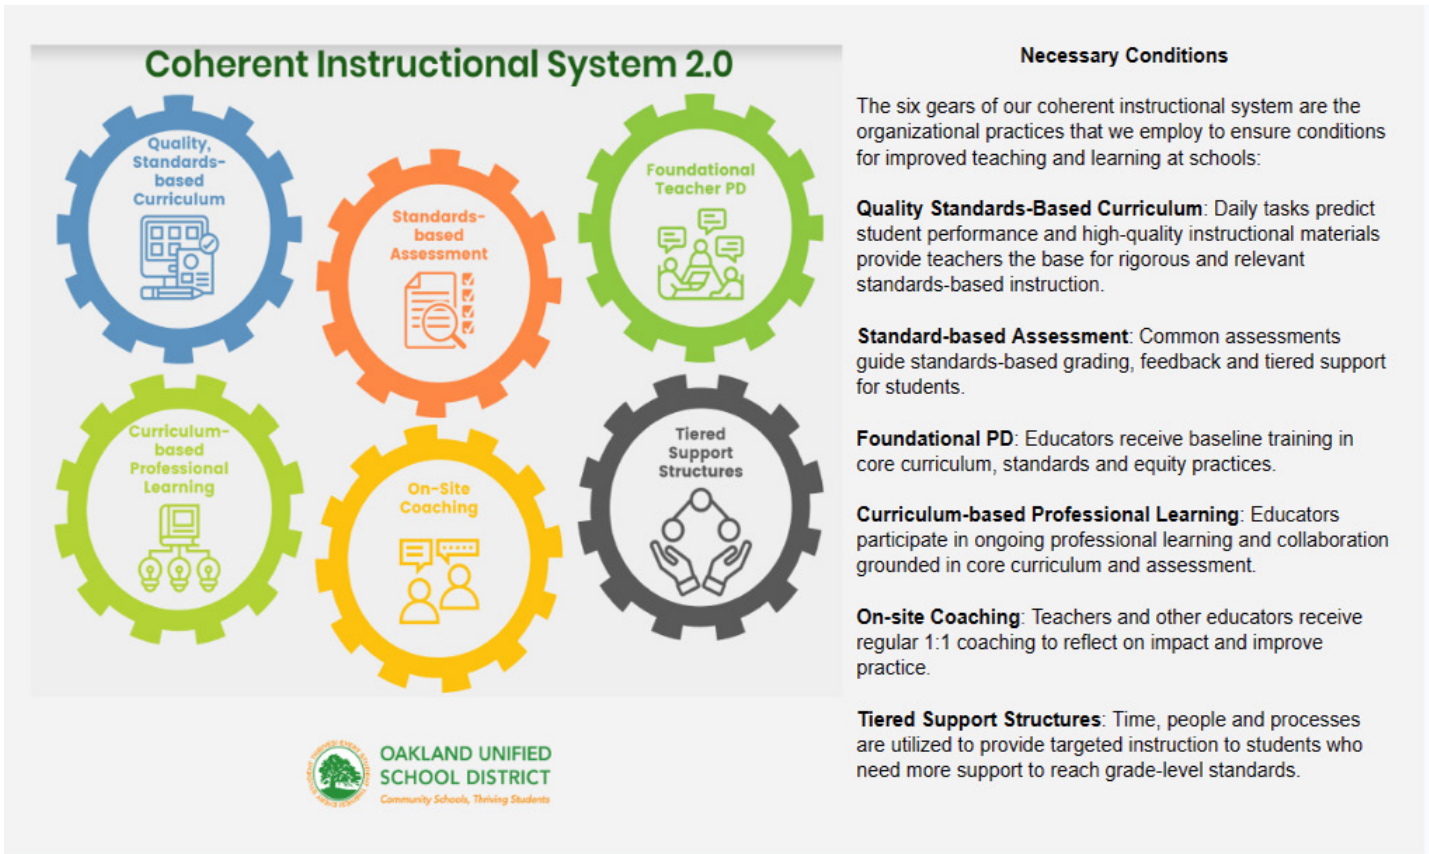 Coherent Instructional System 2.0
Quality,
Standards-
based
Curriculum
Standards-
based
Assessment
Foundational
Teacher PD
Curriculum-
based
Professional
Learning
On-Site
Coaching
Tiered
Support
Structures
OAKLAND UNIFIED
SCHOOL DISTRICT
Community Schools, Thriving Students
Necessary Conditions
The six gears of our coherent instructional system are the
organizational practices that we employ to ensure conditions
for improved teaching and learning at schools:
Quality Standards-Based Curriculum: Daily tasks predict
student performance and high-quality instructional materials
provide teachers the base for rigorous and relevant
standards-based instruction.
Standard-based Assessment: Common assessments
guide standards-based grading, feedback and tiered support
for students.
Foundational PD: Educators receive baseline training in
core curriculum, standards and equity practices.
Curriculum-based Professional Learning: Educators
participate in ongoing professional learning and collaboration
grounded in core curriculum and assessment.
On-site Coaching: Teachers and other educators receive
regular 1:1 coaching to reflect on impact and improve
practice.
Tiered Support Structures: Time, people and processes
are utilized to provide targeted instruction to students who
need more support to reach grade-level standards.